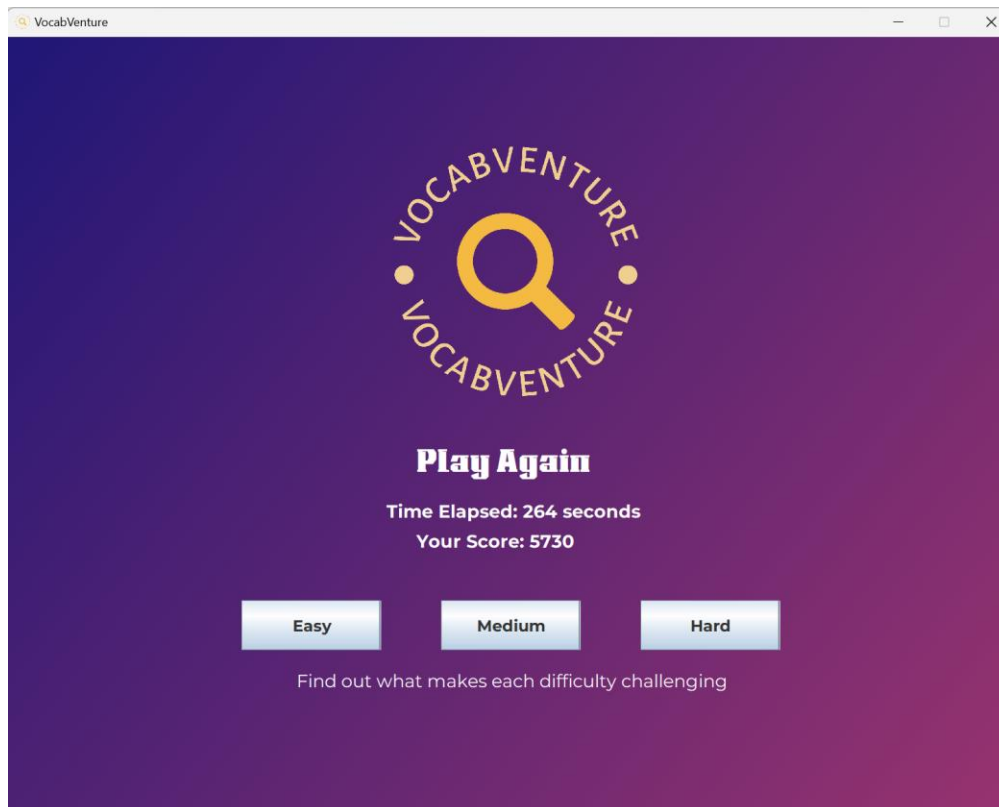 VocabVenture
VOCABVENTURE
VOCABVENTURE
Play Again
Time Elapsed: 264 seconds
Your Score: 5730
Easy Medium Hard
Find out what makes each difficulty challenging